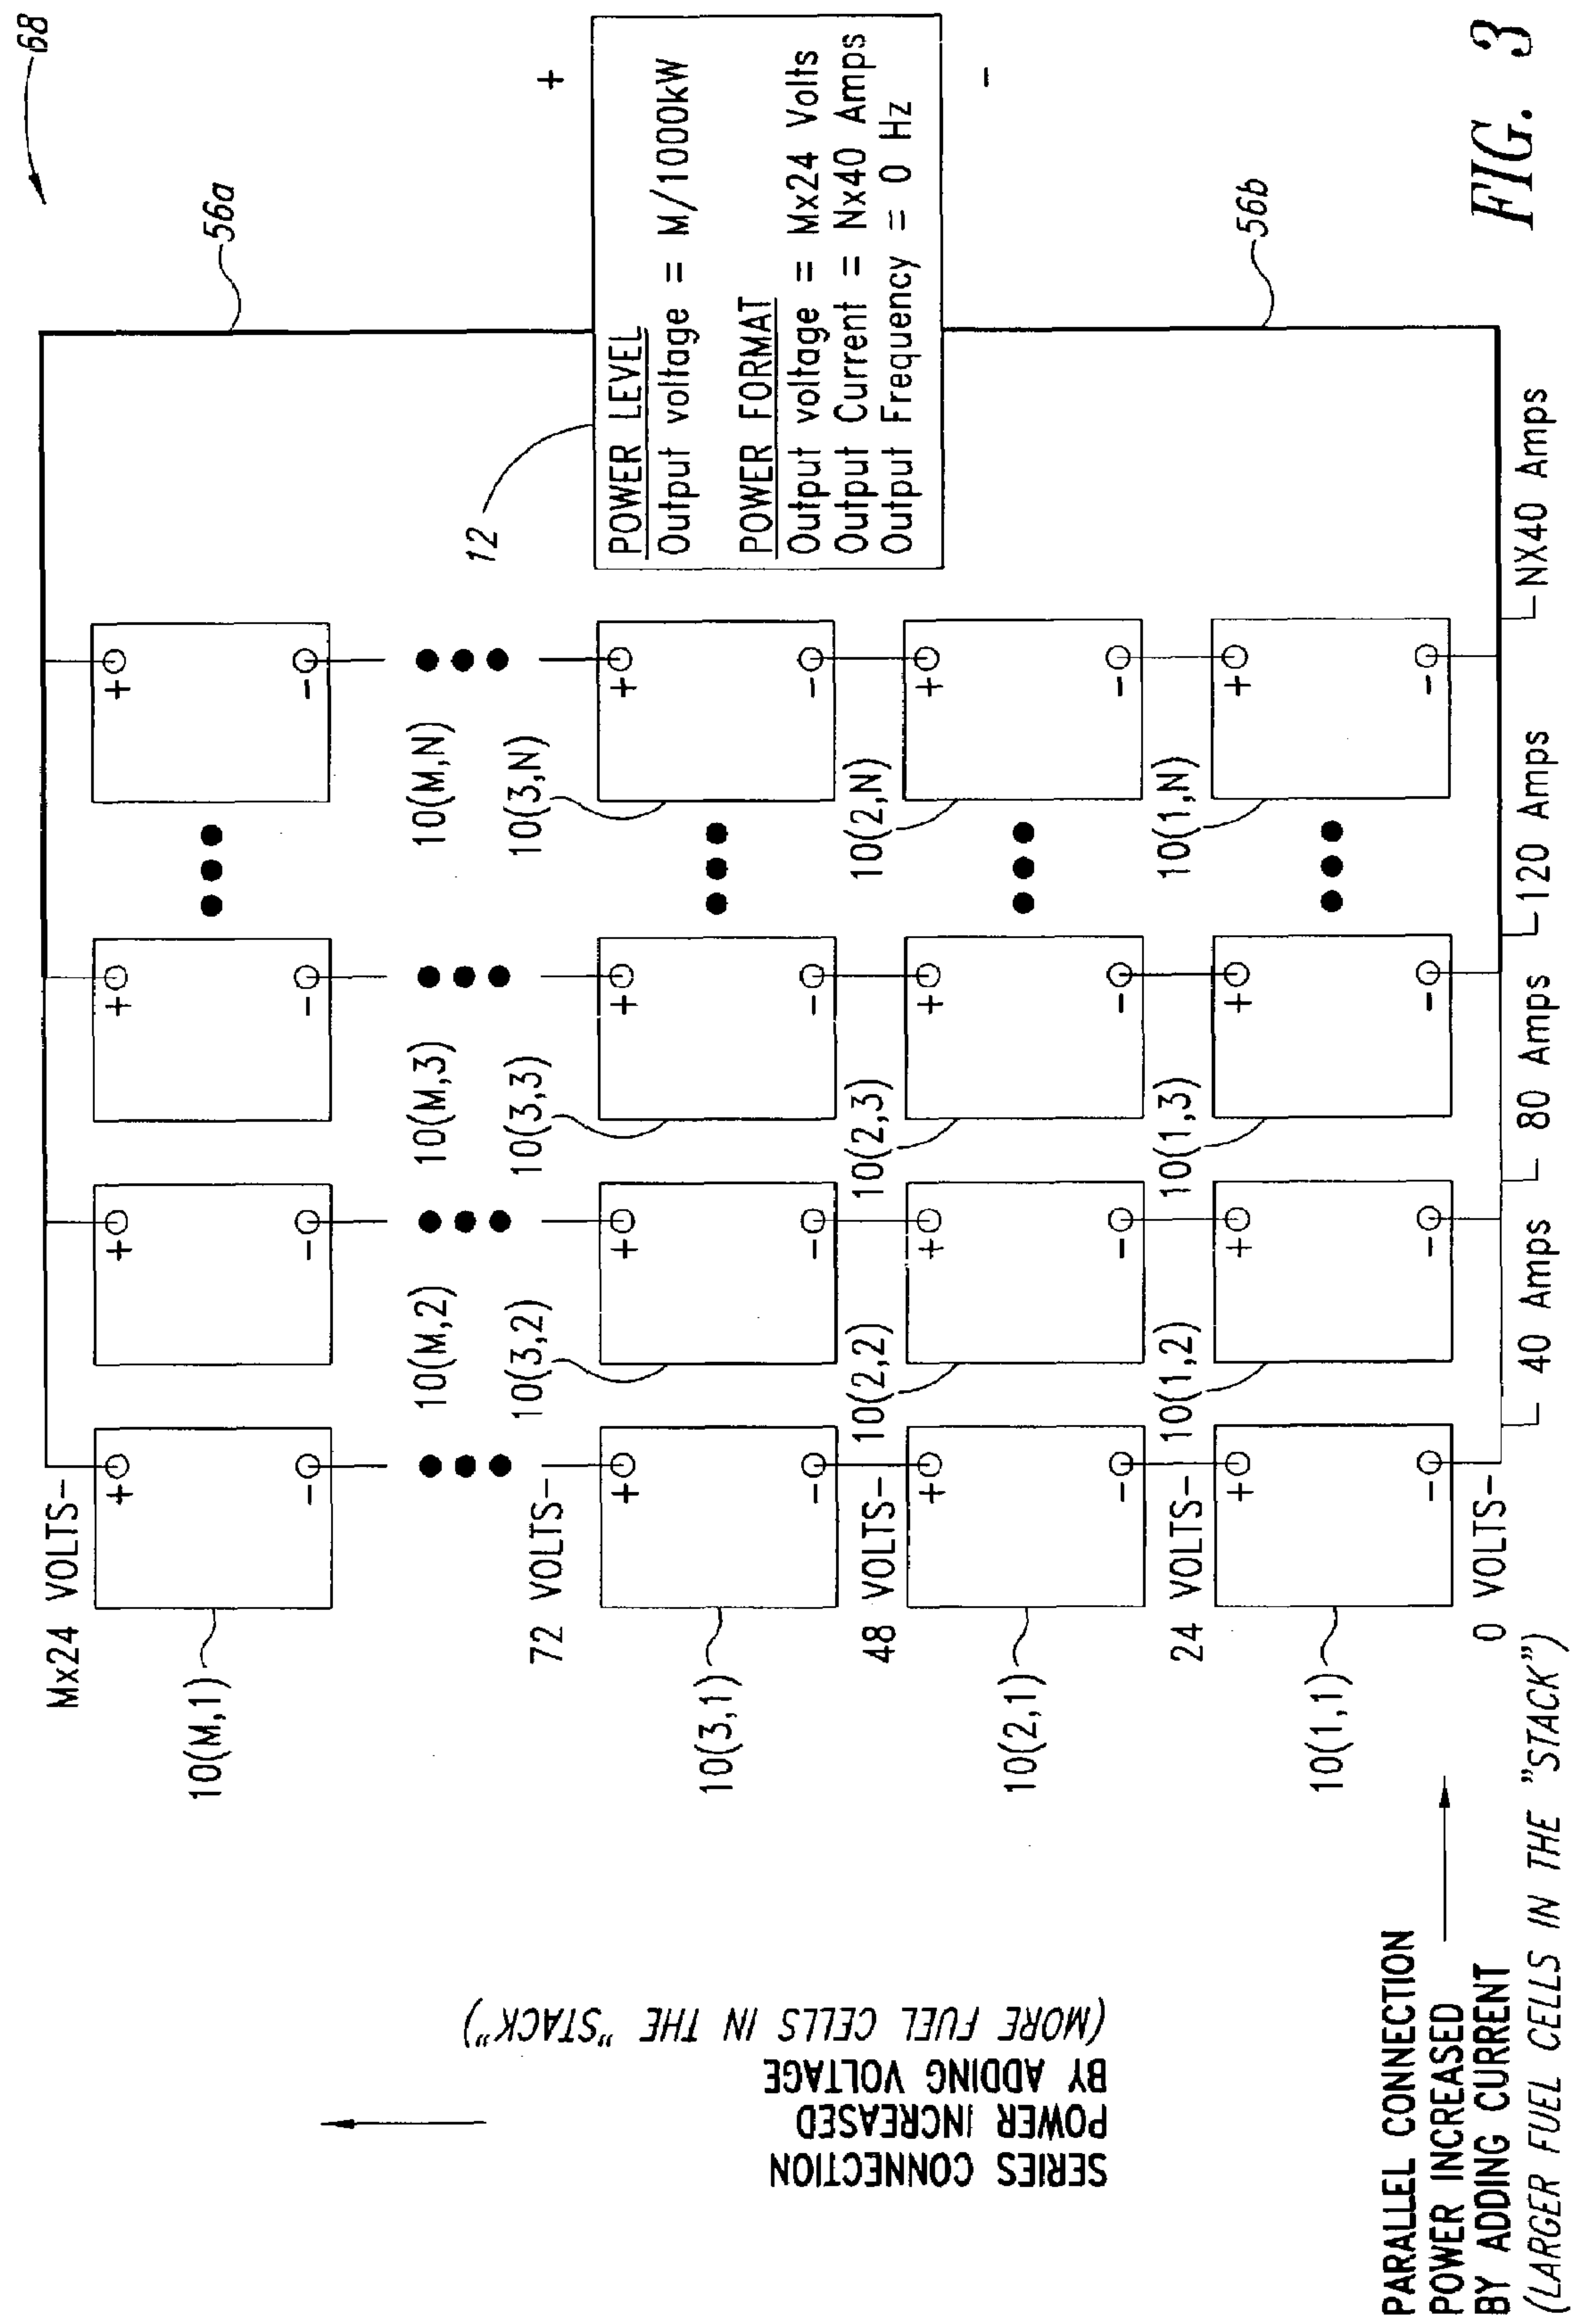 68
56a
+
12
POWER LEVEL
Output voltage = M/1000kW
POWER FORMAT
Output voltage = Mx24 Volts
Output Current = Nx40 Amps
Output Frequency = 0 Hz
-
56b
FIG. 3
Mx24 VOLTS-
+ + + +
- - - -
10(M,1)
10(M,2) 10(M,3) 10(M,N)
72 VOLTS-
10(3,2) 10(3,3) 10(3,N)
+ + + +
- - - -
10(3,1)
48 VOLTS-
10(2,2) 10(2,3) 10(2,N)
+ + + +
- - - -
10(2,1)
24 VOLTS-
10(1,2) 10(1,3) 10(1,N)
+ + + +
- - - -
10(1,1)
0 VOLTS-
40 Amps 80 Amps 120 Amps NX40 Amps
SERIES CONNECTION
POWER INCREASED
BY ADDING VOLTAGE
(MORE FUEL CELLS IN THE "STACK")
PARALLEL CONNECTION
POWER INCREASED
BY ADDING CURRENT
(LARGER FUEL CELLS IN THE "STACK")